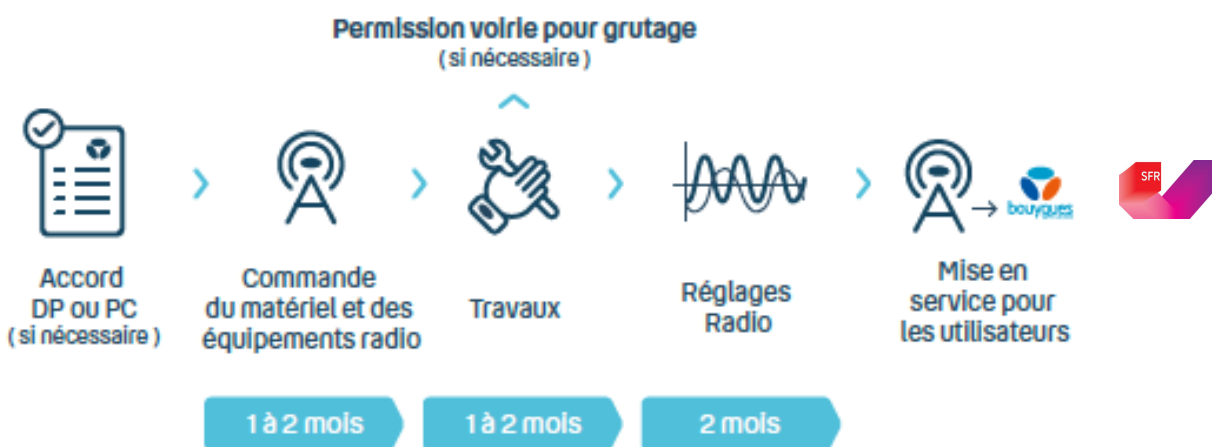 Permission voirie pour grutage
( si nécessaire )
Accord
DP ou PC
( si nécessaire )
Commande
du matériel et des
équipements radio
Travaux
Réglages
Radio
bouygues
SFR
Mise en
service pour
les utilisateurs
1 à 2 mois
1 à 2 mois
2 mois